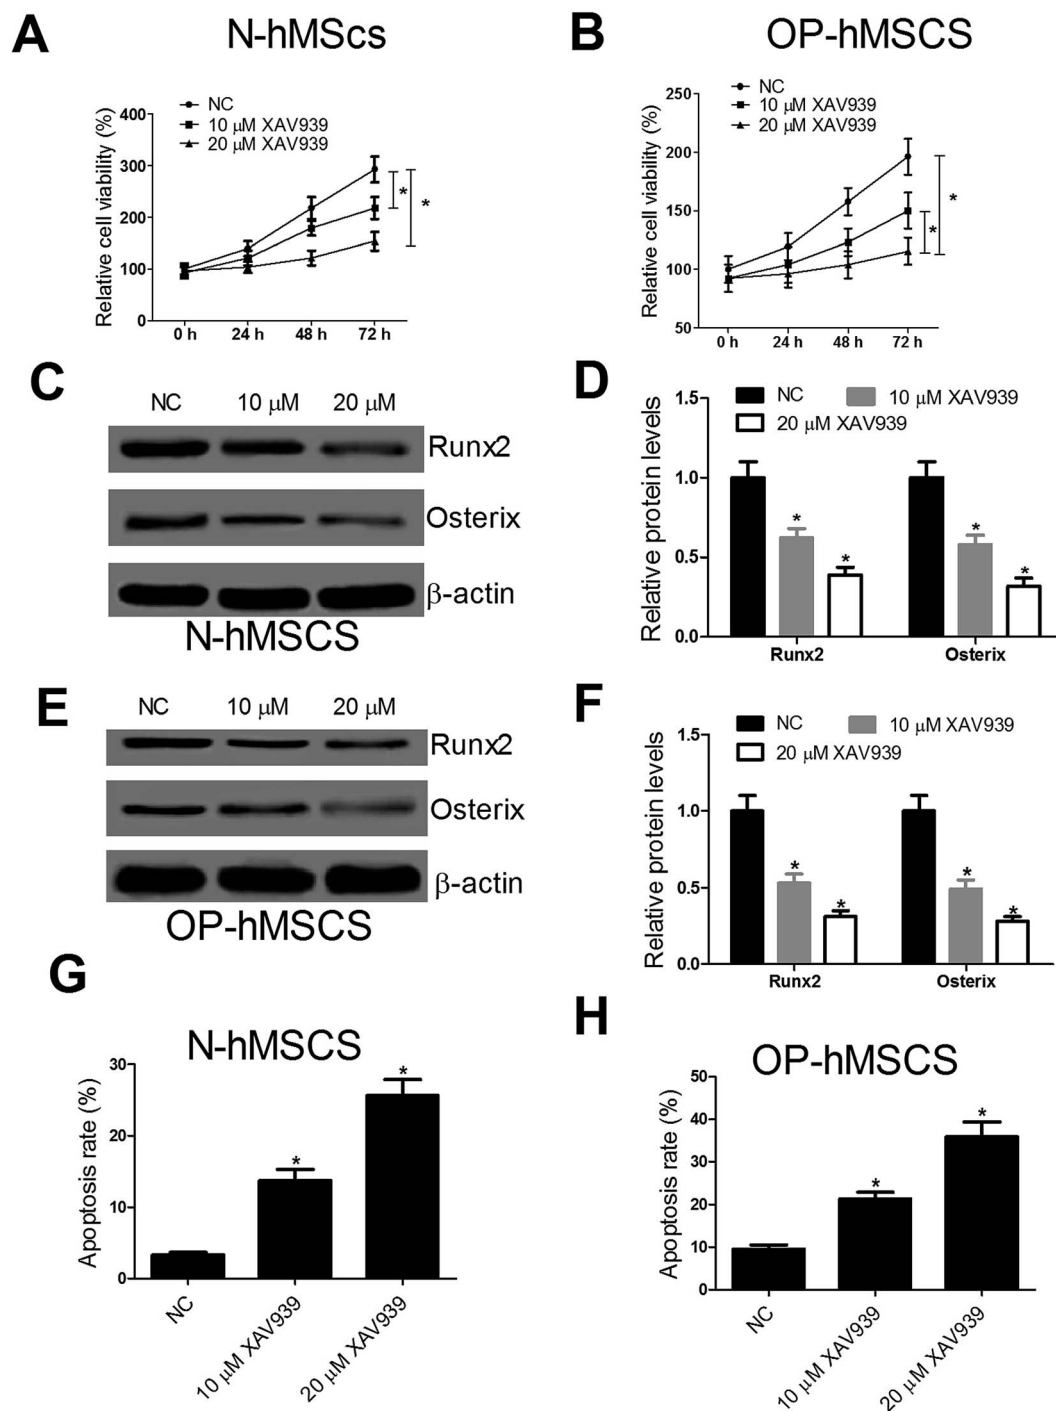 A
N-hMScs
NC
10 μM XAV939
20 μM XAV939
Relative cell viability (%)
400
300
200
100
0
0 h 24 h 48 h 72 h
*
*
B
OP-hMSCS
NC
10 μM XAV939
20 μM XAV939
Relative cell viability (%)
250
200
150
100
50
0 h 24 h 48 h 72 h
*
*
C
NC 10 μM 20 μM
Runx2
Osterix
β-actin
N-hMSCS
D
NC 10 μM XAV939
20 μM XAV939
Relative protein levels
1.5
1.0
0.5
0.0
* * * *
Runx2 Osterix
E
NC 10 μM 20 μM
Runx2
Osterix
β-actin
OP-hMSCS
F
NC 10 μM XAV939
20 μM XAV939
Relative protein levels
1.5
1.0
0.5
0.0
* * * *
Runx2 Osterix
G
N-hMSCS
Apoptosis rate (%)
30
20
10
0
* *
NC
10 μM XAV939
20 μM XAV939
H
OP-hMSCS
Apoptosis rate (%)
50
40
30
20
10
0
* *
NC
10 μM XAV939
20 μM XAV939